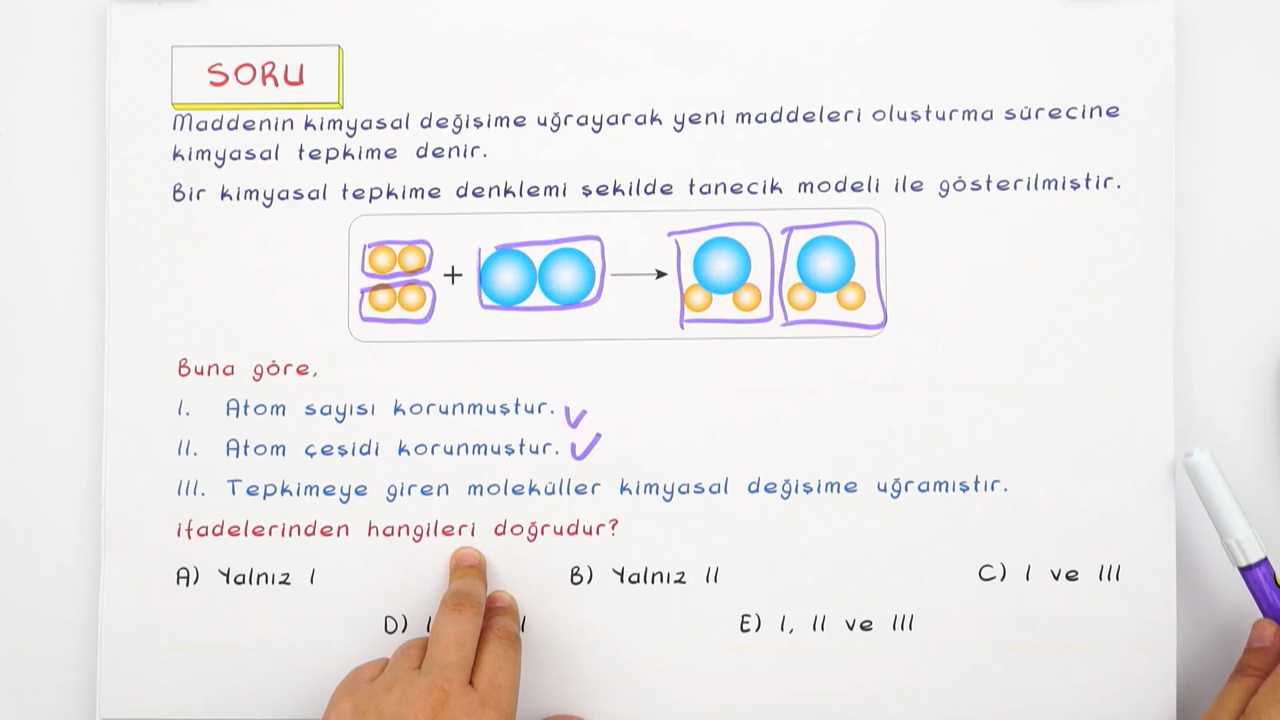 SORU
Maddenin kimyasal değişime uğrayarak yeni maddeleri oluşturma sürecine
kimyasal tepkime denir.
Bir kimyasal tepkime denklemi şekilde tanecik modeli ile gösterilmiştir.
+
Buna göre,
I. Atom sayısı korunmuştur.
II. Atom çeşidi korunmuştur.
III. Tepkimeye giren moleküller kimyasal değişime uğramıştır.
ifadelerinden hangileri doğrudur?
A) Yalnız I B) Yalnız II C) I ve III
D) E) I, II ve III